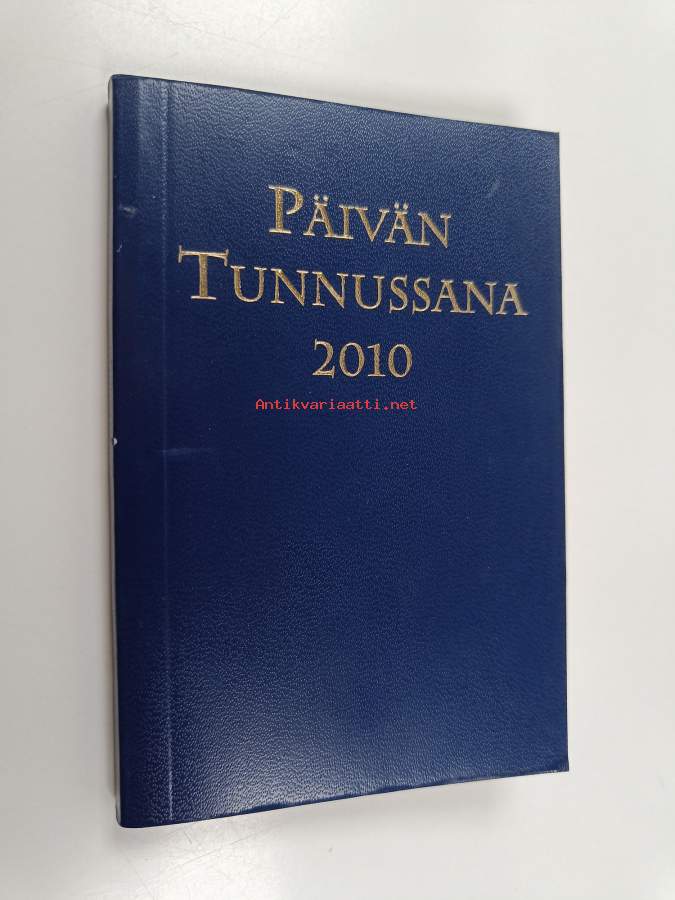 PÄIVÄN
TUNNUSSANA
2010
Antikvariaatti.net